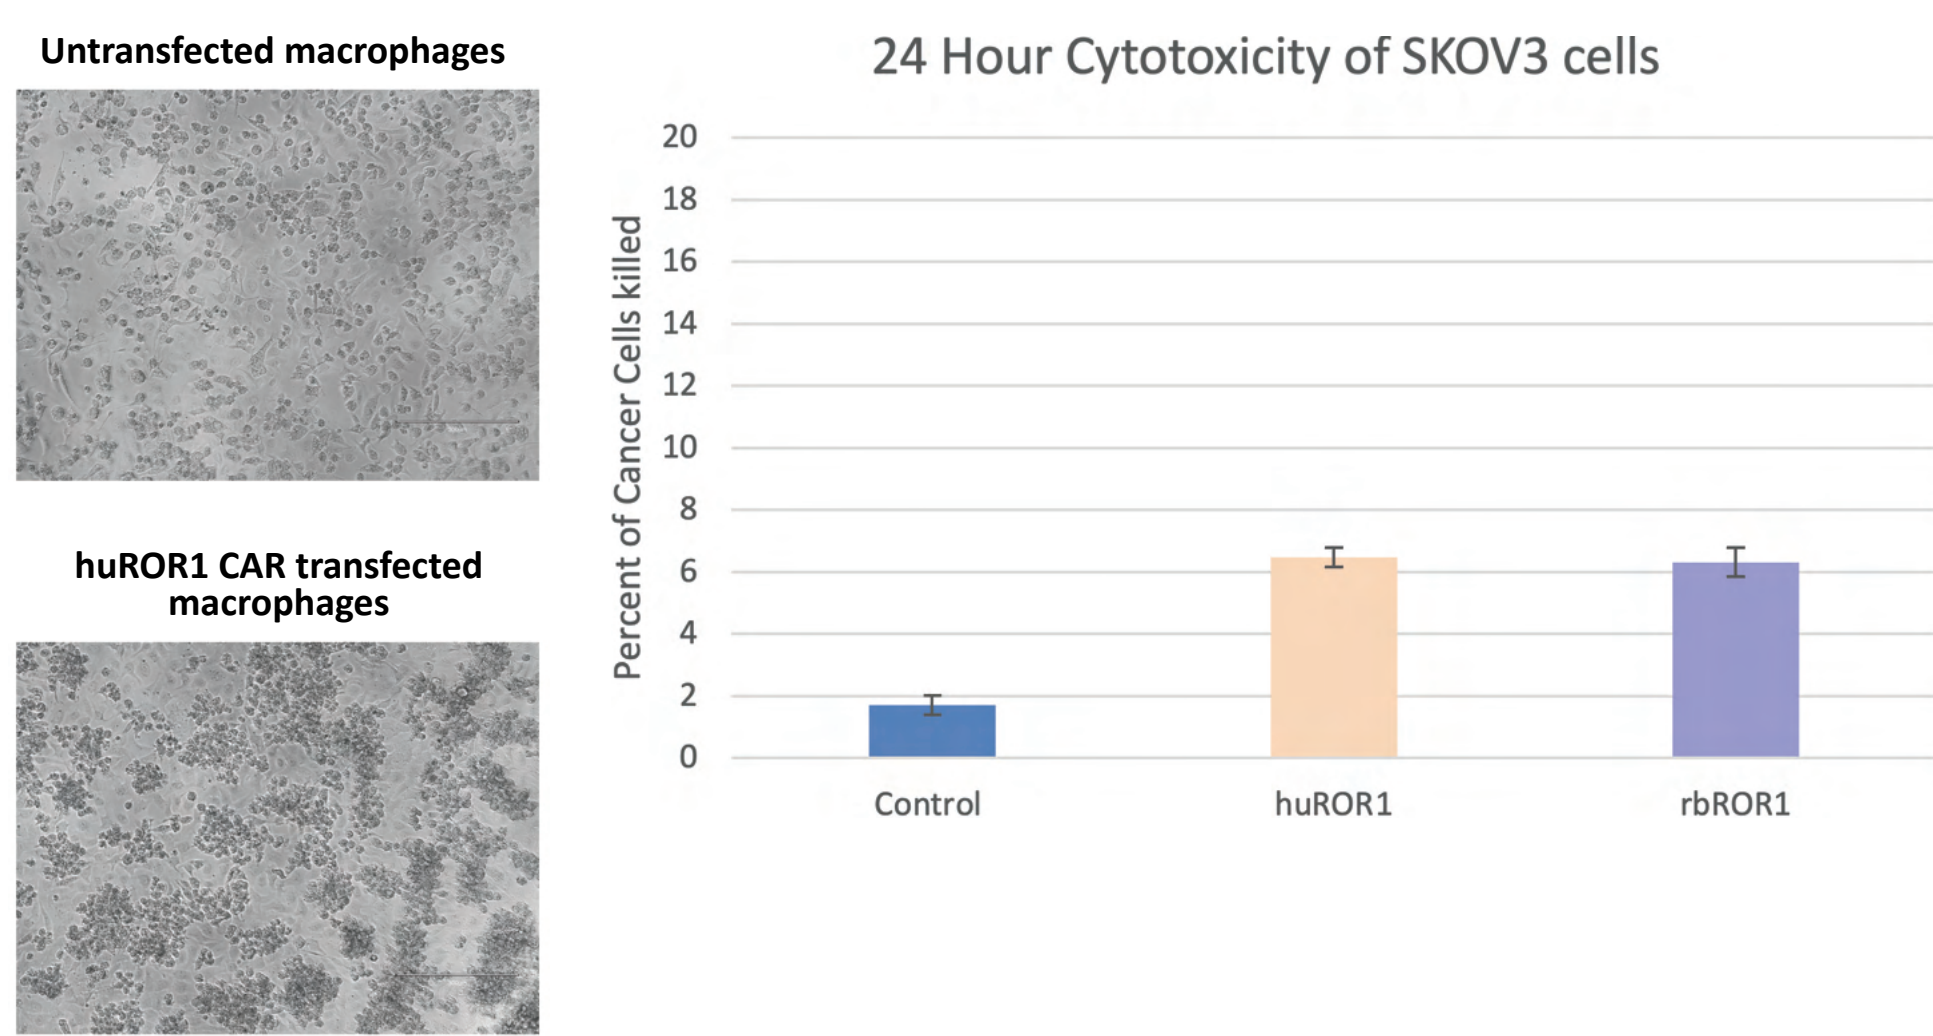 Untransfected macrophages
huROR1 CAR transfected
macrophages
24 Hour Cytotoxicity of SKOV3 cells
Percent of Cancer Cells killed
20
18
16
14
12
10
8
6
4
2
0
Control
huROR1
rbROR1